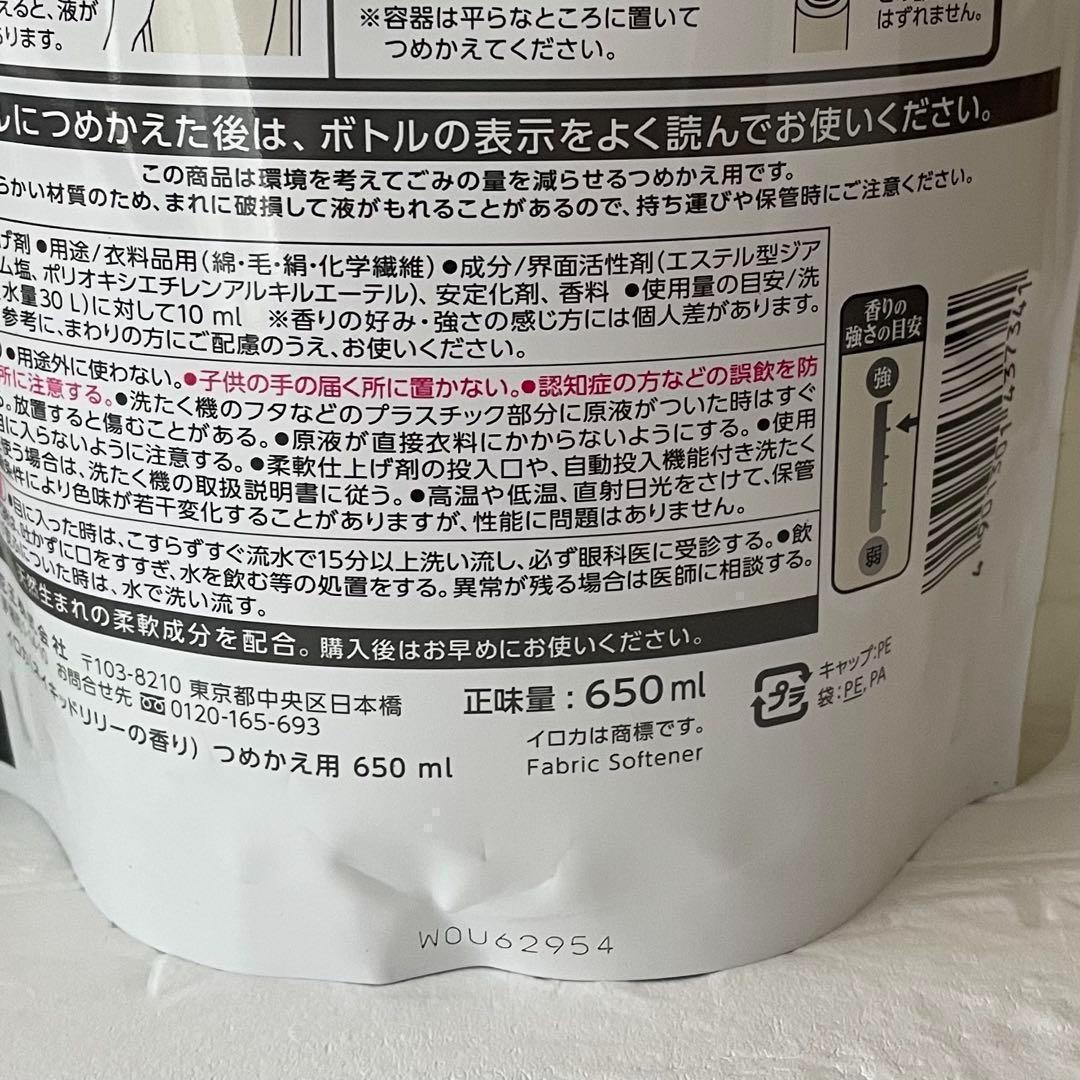 えると、液が
あります。
※容器は平らなところに置いて
つめかえてください。
はずれません。
んにつめかえた後は、ボトルの表示をよく読んでお使いください。
この商品は環境を考えてごみの量を減らせるつめかえ用です。
らかい材質のため、まれに破損して液がもれることがあるので、持ち運びや保管時にご注意ください。
げ剤 ●用途/衣料品用(綿・毛・絹・化学繊維) ●成分/界面活性剤(エステル型ジア
ム塩、ポリオキシエチレンアルキルエーテル)、安定化剤、香料 ●使用量の目安/洗
水量30L)に対して10 ml ※香りの好み・強さの感じ方には個人差があります。
参考に、まわりの方にご配慮のうえ、お使いください。
●用途外に使わない。●子供の手の届く所に置かない。●認知症の方などの誤飲を防
所に注意する。●洗たく機のフタなどのプラスチック部分に原液がついた時はすぐ
。放置すると傷むことがある。●原液が直接衣料にかからないようにする。●使用
目に入らないように注意する。●柔軟仕上げ剤の投入口や、自動投入機能付き洗たく
使う場合は、洗たく機の取扱説明書に従う。●高温や低温、直射日光をさけて、保管
条件により色味が若干変化することがありますが、性能に問題はありません。
●目に入った時は、こすらずすぐ流水で15分以上洗い流し、必ず眼科医に受診する。●飲
吐かずに口をすすぎ、水を飲む等の処置をする。異常が残る場合は医師に相談する。
についた時は、水で洗い流す。
天然生まれの柔軟成分を配合。購入後はお早めにお使いください。
香りの
強さの目安
強
弱
4 901301 437341
会社 〒103-8210 東京都中央区日本橋
お問合せ先 0120-165-693
イロカ
リリーの香り) つめかえ用 650 ml
正味量:650ml
イロカは商標です。
Fabric Softener
プラ
キャップ:PE
袋:PE, PA
W0U62954